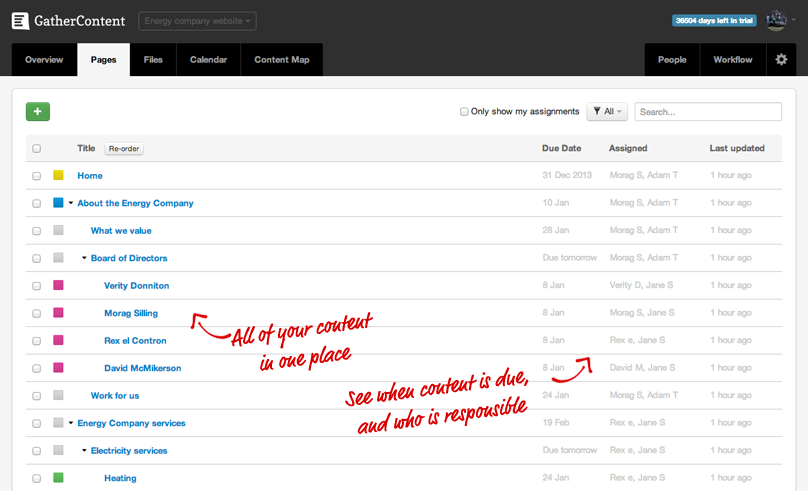 GatherContent
Energy company website
36504 days left in trial
Overview Pages Files Calendar Content Map People Workflow
+ Only show my assignments All Search...
Title Re-order Due Date Assigned Last updated
Home 31 Dec 2013 Morag S, Adam T 1 hour ago
About the Energy Company 10 Jan Morag S, Adam T 1 hour ago
What we value 28 Jan Morag S, Adam T 1 hour ago
Board of Directors Due tomorrow Morag S, Adam T 1 hour ago
Verity Donniton 8 Jan Verity D, Jane S 1 hour ago
Morag Silling 8 Jan Morag S, Jane S 1 hour ago
Rex el Contron 8 Jan Rex e, Jane S 1 hour ago
David McMikerson 8 Jan David M, Jane S 1 hour ago
Work for us 24 Jan Morag S, Adam T 1 hour ago
Energy Company services 19 Feb Rex e, Jane S 1 hour ago
Electricity services Due tomorrow Rex e, Jane S 1 hour ago
Heating 24 Jan Rex e, Jane S 1 hour ago
All of your content
in one place
See when content is due,
and who is responsible